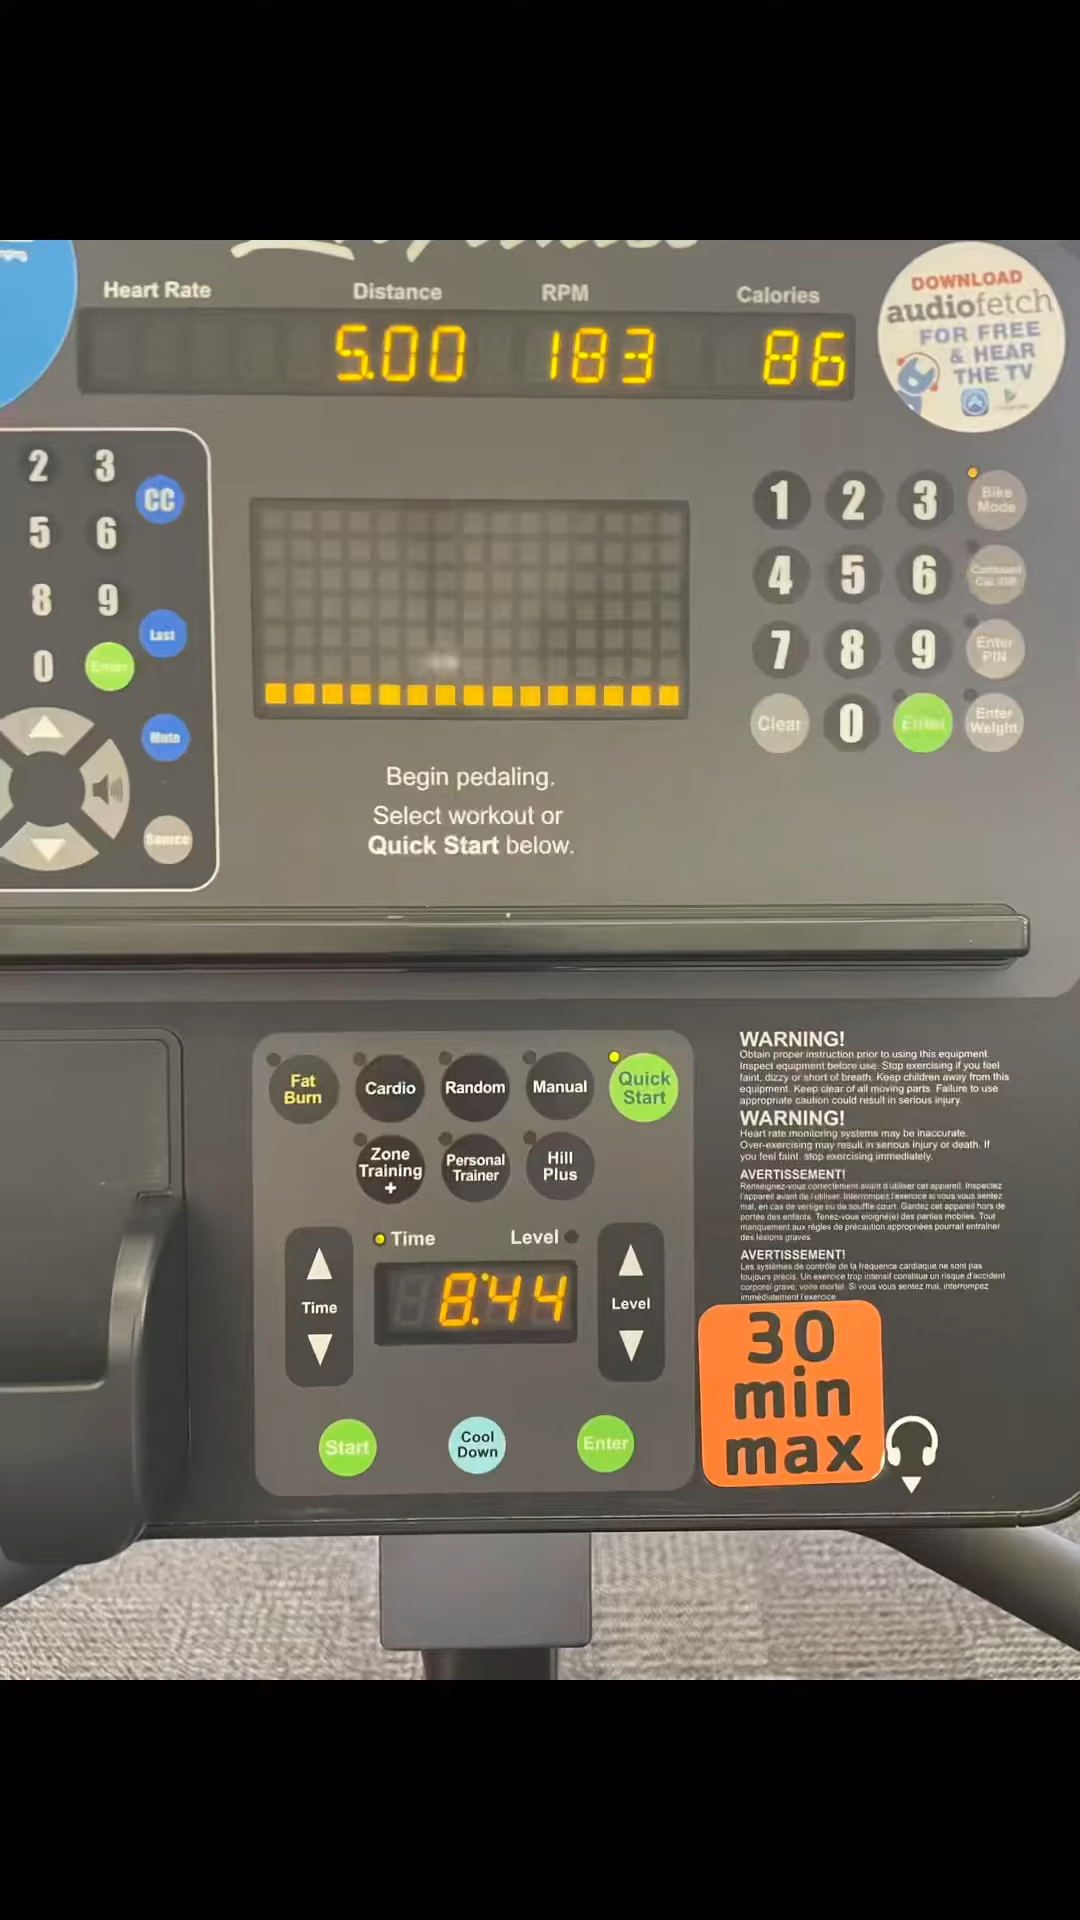 Heart Rate Distance RPM Calories
5.00 183 86
DOWNLOAD
audiofetch
FOR FREE
& HEAR
THE TV
2 3
CC
5 6
8 9
Last
0 Enter
Mute
Source
1 2 3 Bike Mode
4 5 6
7 8 9 Enter PIN
Clear 0 Enter Enter Weight
Begin pedaling.
Select workout or
Quick Start below.
Fat Burn Cardio Random Manual Quick Start
Zone Training + Personal Trainer Hill Plus
Time Level
Time 8:44 Level
Start Cool Down Enter
WARNING!
Obtain proper instruction prior to using this equipment.
Inspect equipment before use. Stop exercising if you feel
faint, dizzy or short of breath. Keep children away from this
equipment. Keep clear of all moving parts. Failure to use
appropriate caution could result in serious injury.
WARNING!
Heart rate monitoring systems may be inaccurate.
Over-exercising may result in serious injury or death. If
you feel faint, stop exercising immediately.
AVERTISSEMENT!
Renseignez-vous correctement avant d'utiliser cet appareil. Inspectez
l'appareil avant de l'utiliser. Interrompez l'exercice si vous vous sentez
mal, en cas de vertige ou de souffle court. Gardez cet appareil hors de
portée des enfants. Tenez-vous éloigné(e) des parties mobiles. Tout
manquement aux règles de précaution appropriées pourrait entraîner
des lésions graves.
AVERTISSEMENT!
Les systèmes de contrôle de la fréquence cardiaque ne sont pas
toujours précis. Un exercice trop intensif constitue un risque d'accident
corporel grave, voire mortel. Si vous vous sentez mal, interrompez
immédiatement l'exercice.
30
min
max